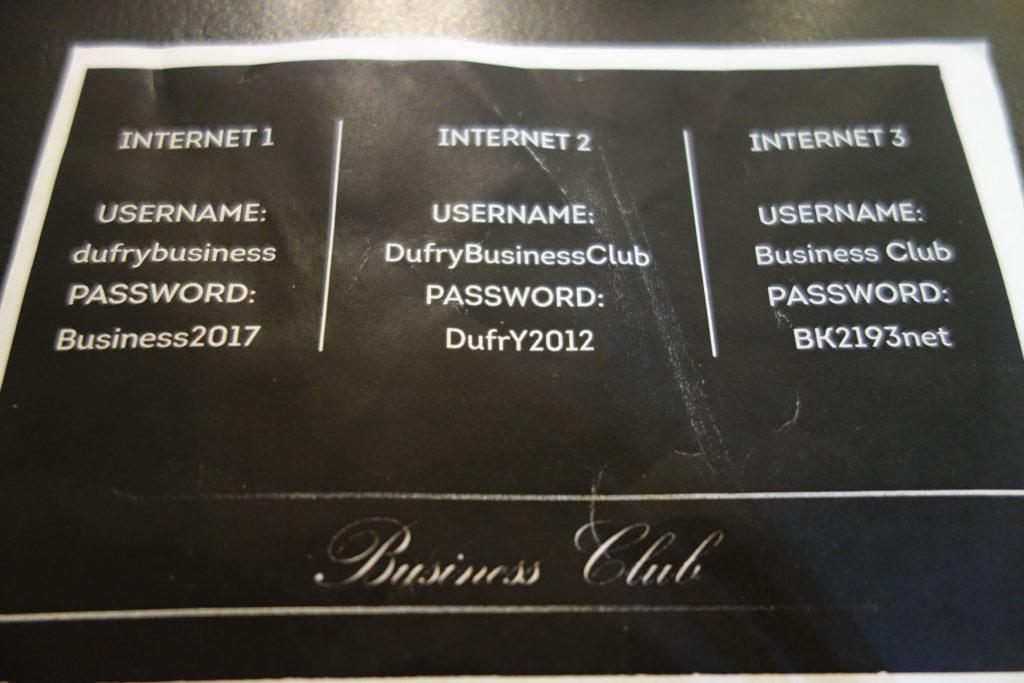 INTERNET 1
USERNAME:
dufrybusiness
PASSWORD:
Business2017
INTERNET 2
USERNAME:
DufryBusinessClub
PASSWORD:
DufrY2012
INTERNET 3
USERNAME:
Business Club
PASSWORD:
BK2193net
Business Club